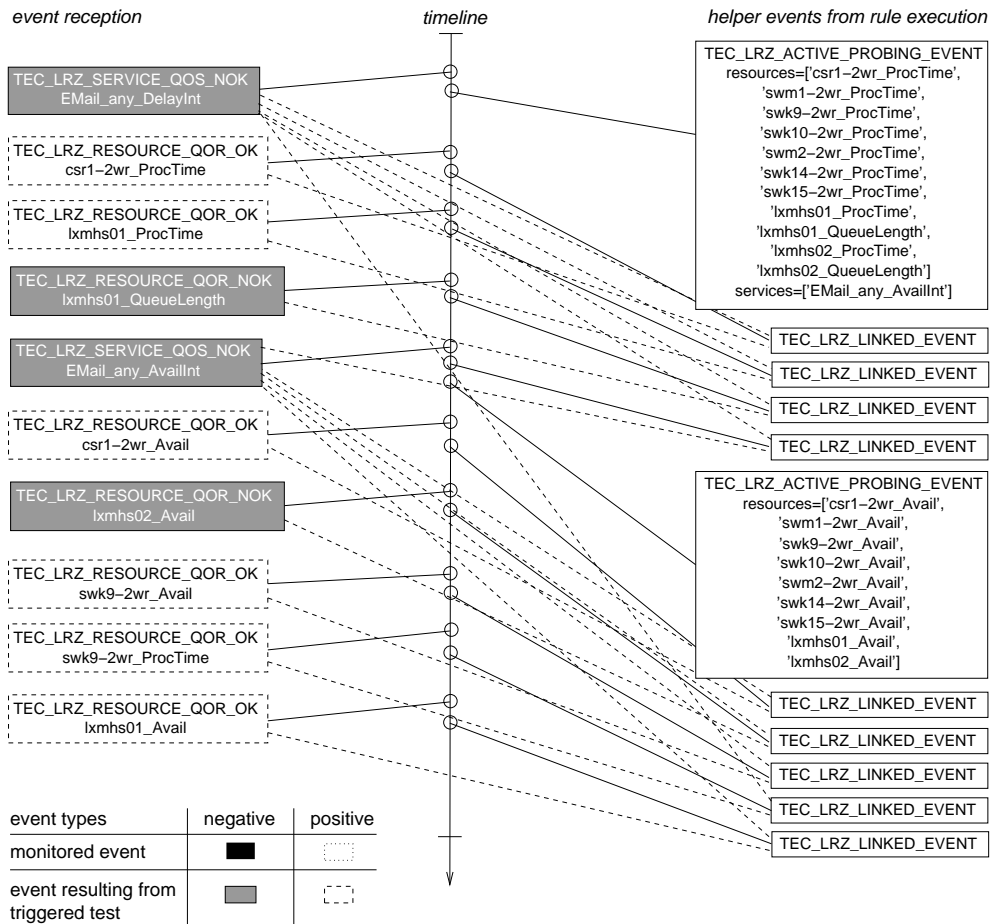 event reception
timeline
helper events from rule execution
TEC_LRZ_SERVICE_QOS_NOK
EMail_any_DelayInt
TEC_LRZ_RESOURCE_QOR_OK
csr1−2wr_ProcTime
TEC_LRZ_RESOURCE_QOR_OK
lxmhs01_ProcTime
TEC_LRZ_RESOURCE_QOR_NOK
lxmhs01_QueueLength
TEC_LRZ_SERVICE_QOS_NOK
EMail_any_AvailInt
TEC_LRZ_RESOURCE_QOR_OK
csr1−2wr_Avail
TEC_LRZ_RESOURCE_QOR_NOK
lxmhs02_Avail
TEC_LRZ_RESOURCE_QOR_OK
swk9−2wr_Avail
TEC_LRZ_RESOURCE_QOR_OK
swk9−2wr_ProcTime
TEC_LRZ_RESOURCE_QOR_OK
lxmhs01_Avail
TEC_LRZ_ACTIVE_PROBING_EVENT
resources=['csr1−2wr_ProcTime',
'swm1−2wr_ProcTime',
'swk9−2wr_ProcTime',
'swk10−2wr_ProcTime',
'swm2−2wr_ProcTime',
'swk14−2wr_ProcTime',
'swk15−2wr_ProcTime',
'lxmhs01_ProcTime',
'lxmhs01_QueueLength',
'lxmhs02_ProcTime',
'lxmhs02_QueueLength']
services=['EMail_any_AvailInt']
TEC_LRZ_LINKED_EVENT
TEC_LRZ_LINKED_EVENT
TEC_LRZ_LINKED_EVENT
TEC_LRZ_LINKED_EVENT
TEC_LRZ_ACTIVE_PROBING_EVENT
resources=['csr1−2wr_Avail',
'swm1−2wr_Avail',
'swk9−2wr_Avail',
'swk10−2wr_Avail',
'swm2−2wr_Avail',
'swk14−2wr_Avail',
'swk15−2wr_Avail',
'lxmhs01_Avail',
'lxmhs02_Avail']
TEC_LRZ_LINKED_EVENT
TEC_LRZ_LINKED_EVENT
TEC_LRZ_LINKED_EVENT
TEC_LRZ_LINKED_EVENT
TEC_LRZ_LINKED_EVENT
event types negative positive
monitored event
event resulting from
triggered test